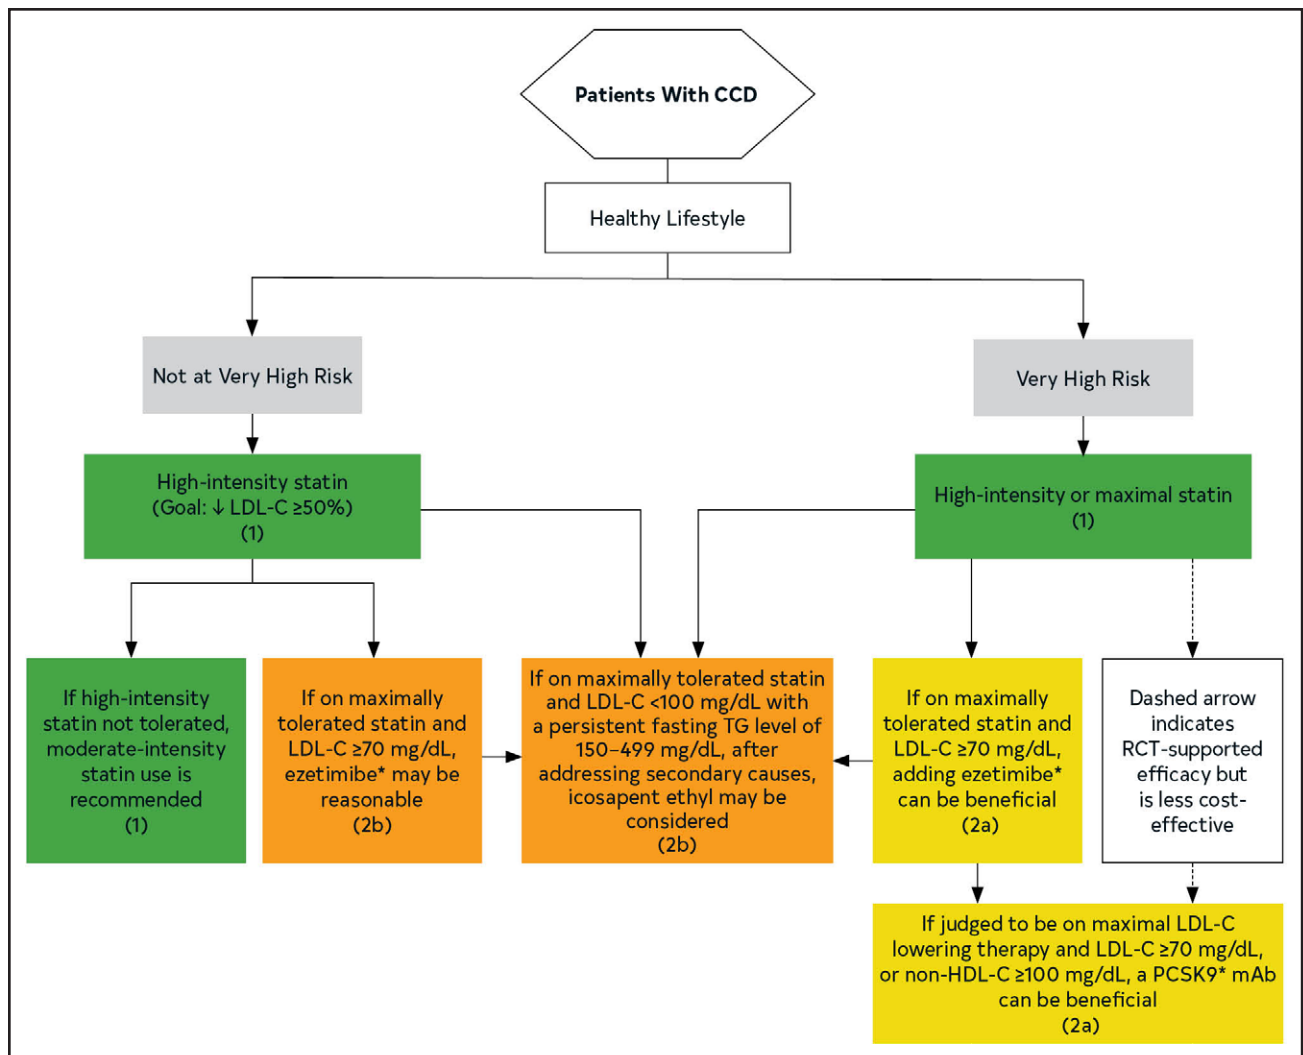 Patients With CCD
Healthy Lifestyle
Not at Very High Risk
Very High Risk
High-intensity statin
(Goal: ↓ LDL-C ≥50%)
(1)
High-intensity or maximal statin
(1)
If high-intensity
statin not tolerated,
moderate-intensity
statin use is
recommended
(1)
If on maximally
tolerated statin and
LDL-C ≥70 mg/dL,
ezetimibe* may be
reasonable
(2b)
If on maximally tolerated statin
and LDL-C <100 mg/dL with
a persistent fasting TG level of
150–499 mg/dL, after
addressing secondary causes,
icosapent ethyl may be
considered
(2b)
If on maximally
tolerated statin and
LDL-C ≥70 mg/dL,
adding ezetimibe*
can be beneficial
(2a)
Dashed arrow
indicates
RCT-supported
efficacy but
is less cost-
effective
If judged to be on maximal LDL-C
lowering therapy and LDL-C ≥70 mg/dL,
or non-HDL-C ≥100 mg/dL, a PCSK9* mAb
can be beneficial
(2a)